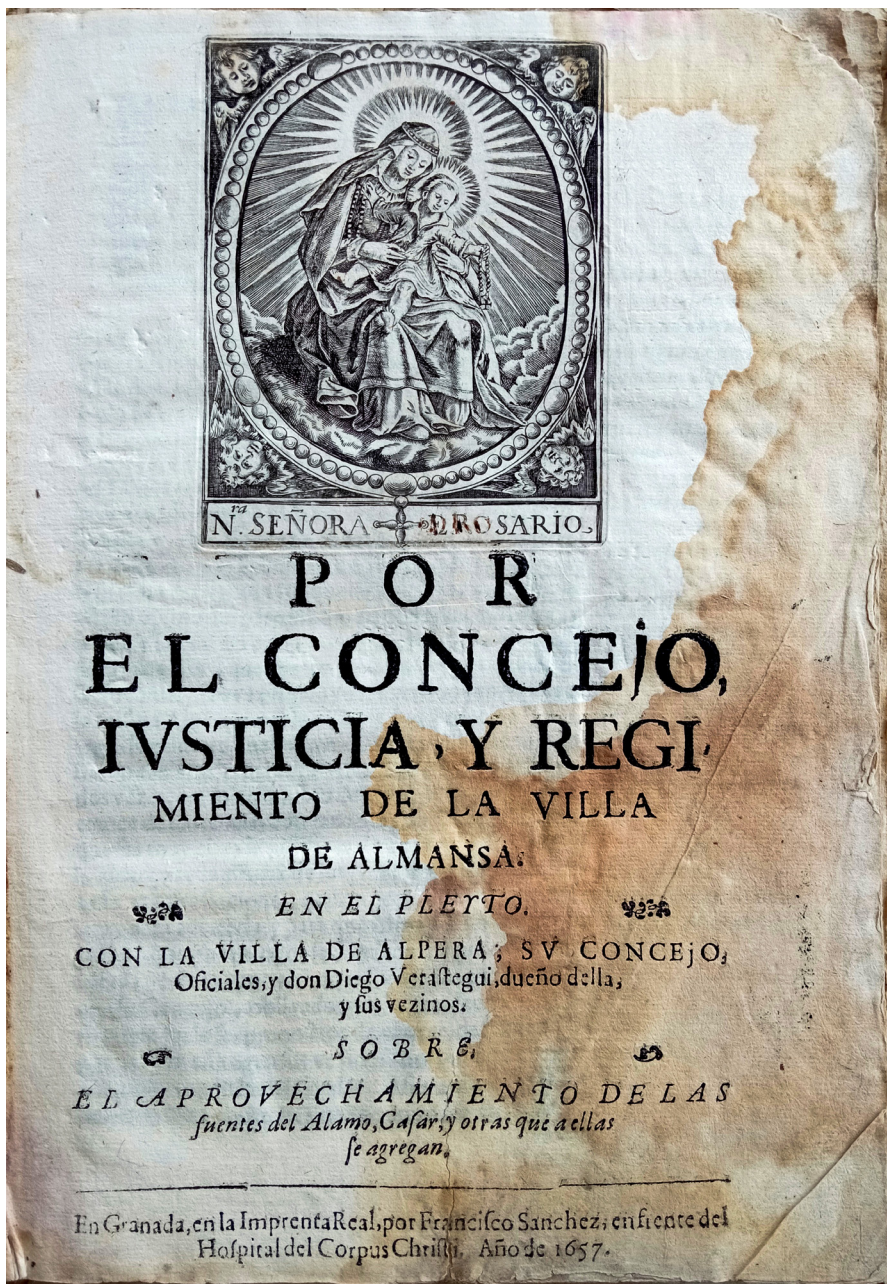 Nra. SEÑORA DL ROSARIO
POR
EL CONCEjO,
IVSTICIA, Y REGI-
MIENTO DE LA VILLA
DE ALMANSA:
EN EL PLEYTO.
CON LA VILLA DE ALPERA; SV CONCEjO,
Oficiales, y don Diego Veraſtegui, dueño della,
y ſus vezinos.
SOBRE,
EL APROVECHAMIENTO DE LAS
fuentes del Alamo, Caſar, y otras que a ellas
ſe agregan.
En Granada, en la Imprenta Real, por Franciſco Sanchez, enfrente del
Hoſpital del Corpus Chriſti, Año de 1657.